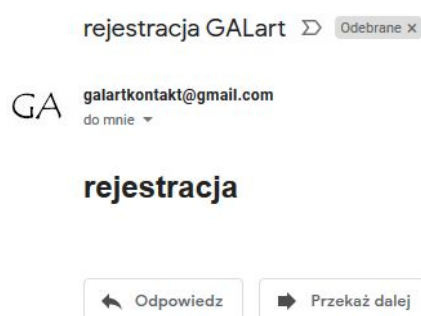 rejestracja GALart Odebrane x
GA galartkontakt@gmail.com
do mnie
rejestracja
Odpowiedz Przekaż dalej